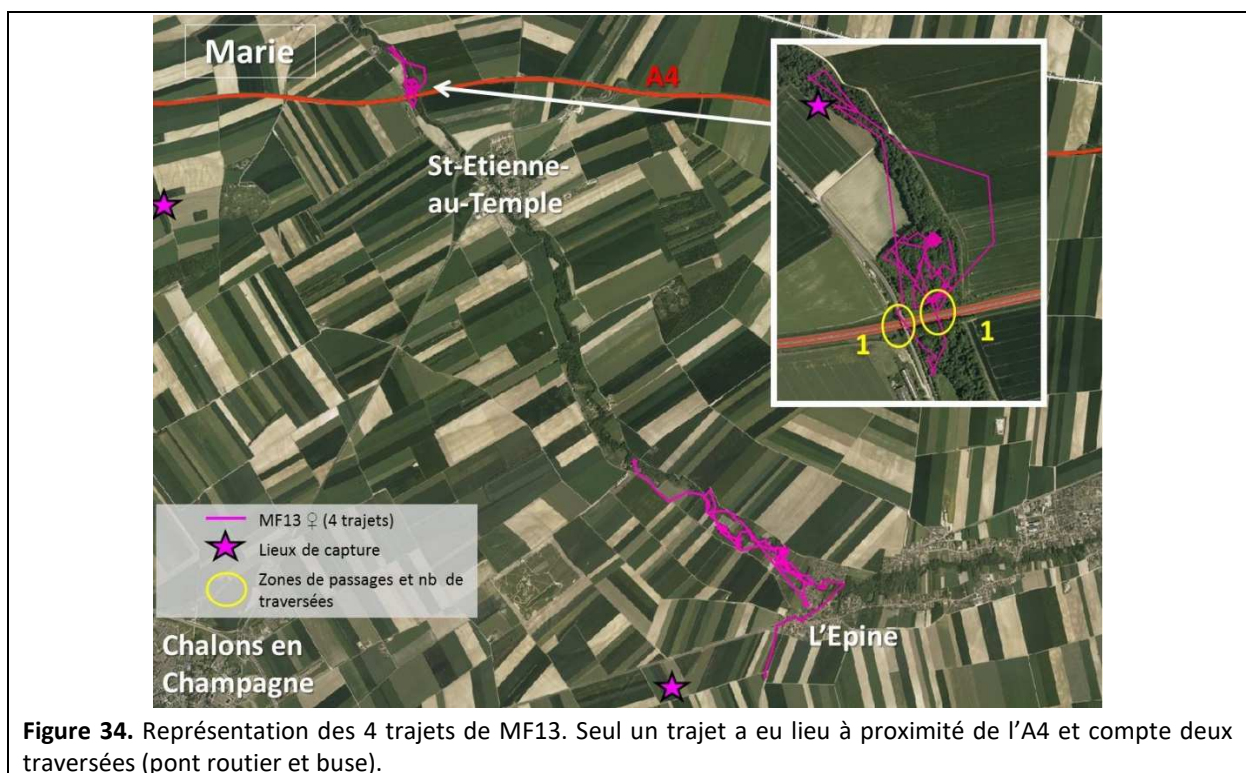 Marie
A4
St-Etienne-
au-Temple
1
1
MF13 ♀ (4 trajets)
Lieux de capture
Zones de passages et nb de
traversées
L'Epine
Chalons en
Champagne
Figure 34. Représentation des 4 trajets de MF13. Seul un trajet a eu lieu à proximité de l'A4 et compte deux
traversées (pont routier et buse).